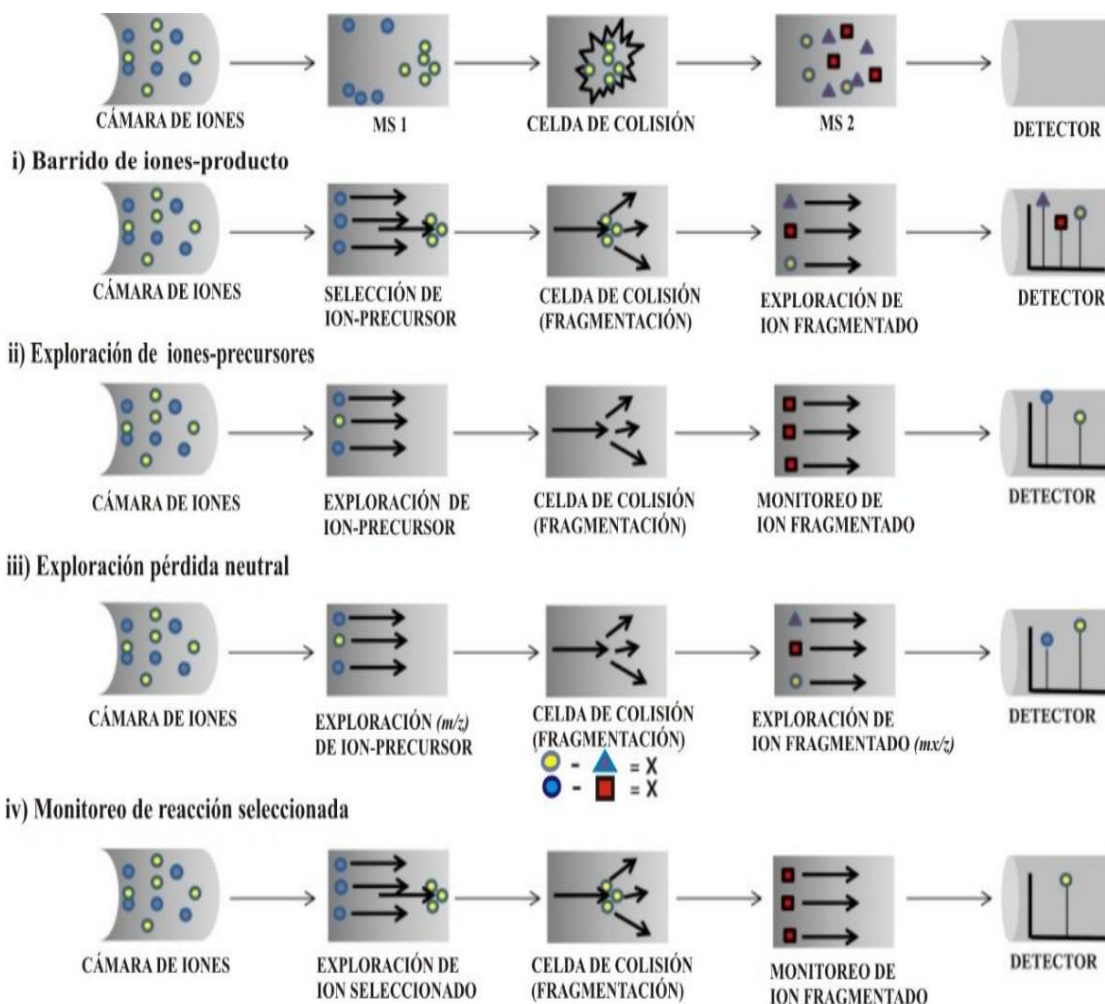 CÁMARA DE IONES
MS 1
CELDA DE COLISIÓN
MS 2
DETECTOR
i) Barrido de iones-producto
CÁMARA DE IONES
SELECCIÓN DE
ION-PRECURSOR
CELDA DE COLISIÓN
(FRAGMENTACIÓN)
EXPLORACIÓN DE
ION FRAGMENTADO
DETECTOR
ii) Exploración de iones-precursores
CÁMARA DE IONES
EXPLORACIÓN DE
ION-PRECURSOR
CELDA DE COLISIÓN
(FRAGMENTACIÓN)
MONITOREO DE
ION FRAGMENTADO
DETECTOR
iii) Exploración pérdida neutral
CÁMARA DE IONES
EXPLORACIÓN (m/z)
DE ION-PRECURSOR
CELDA DE COLISIÓN
(FRAGMENTACIÓN)
- = X
- = X
EXPLORACIÓN DE
ION FRAGMENTADO (mx/z)
DETECTOR
iv) Monitoreo de reacción seleccionada
CÁMARA DE IONES
EXPLORACIÓN DE
ION SELECCIONADO
CELDA DE COLISIÓN
(FRAGMENTACIÓN)
MONITOREO DE
ION FRAGMENTADO
DETECTOR